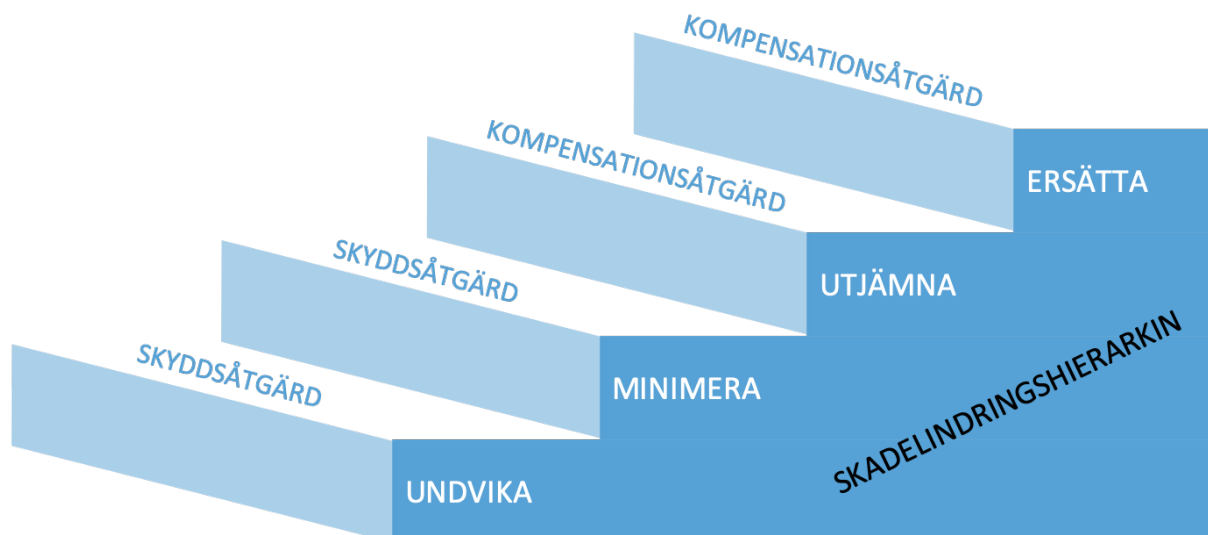 KOMPENSATIONSÅTGÄRD
ERSÄTTA
KOMPENSATIONSÅTGÄRD
UTJÄMNA
SKYDDSÅTGÄRD
MINIMERA
SKYDDSÅTGÄRD
UNDVIKA
SKADELINDRINGSHIERARKIN